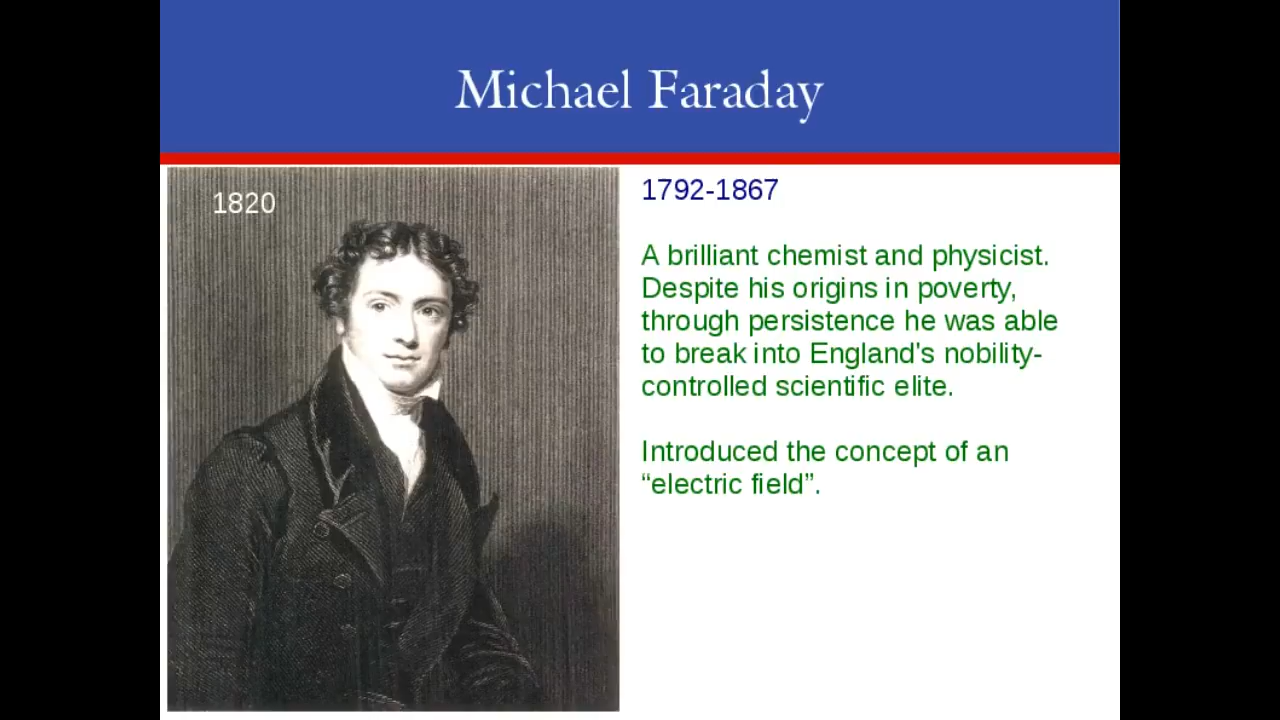 Michael Faraday
1820
1792-1867
A brilliant chemist and physicist.
Despite his origins in poverty,
through persistence he was able
to break into England's nobility-
controlled scientific elite.
Introduced the concept of an
“electric field”.